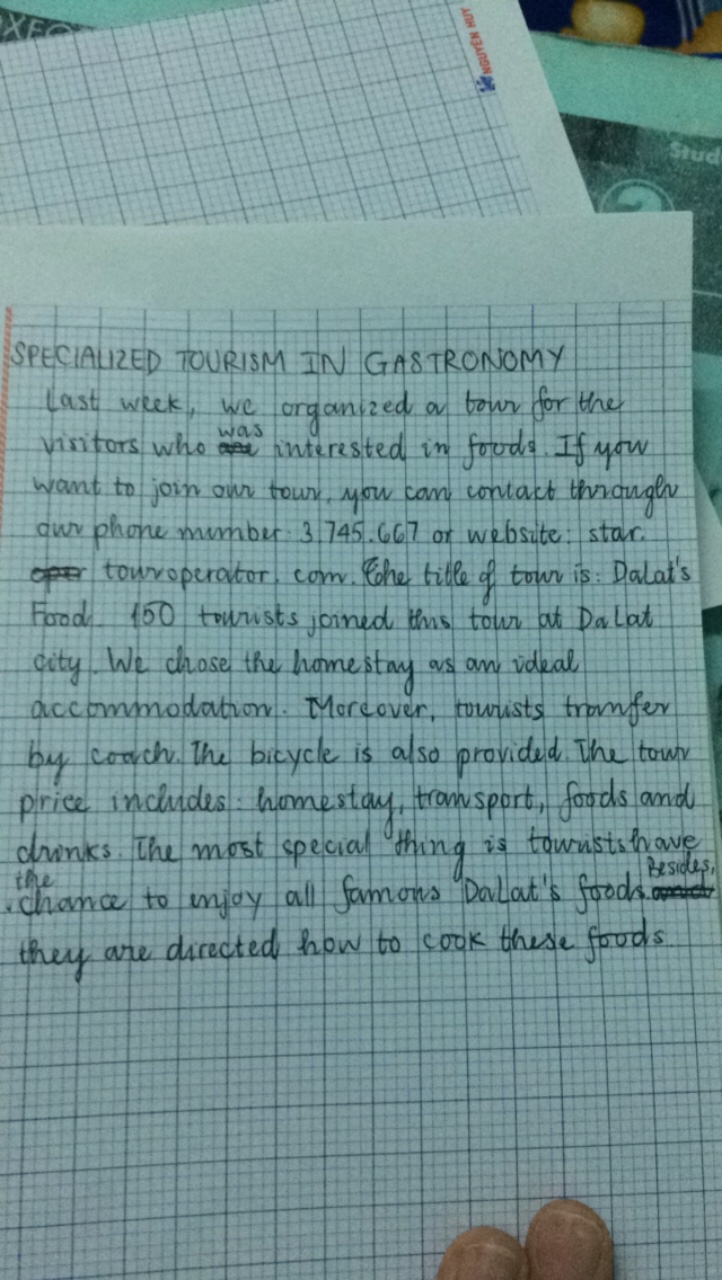 NGUYEN HUY
Stud
2
SPECIALIZED TOURISM IN GASTRONOMY
Last week, we organized a tour for the
visitors who was interested in foods. If you
want to join our tour, you can contact through
our phone number 3.745.667 or website: star.
touroperator.com. The title of tour is: DaLat's
Food. 150 tourists joined this tour at DaLat
city. We chose the homestay as an ideal
accommodation. Moreover, tourists tranfer
by coach. The bicycle is also provided. The tour
price includes: homestay, transport, foods and
drinks. The most special thing is tourists have
the chance to enjoy all famous DaLat's foods. Besides,
they are directed how to cook these foods.